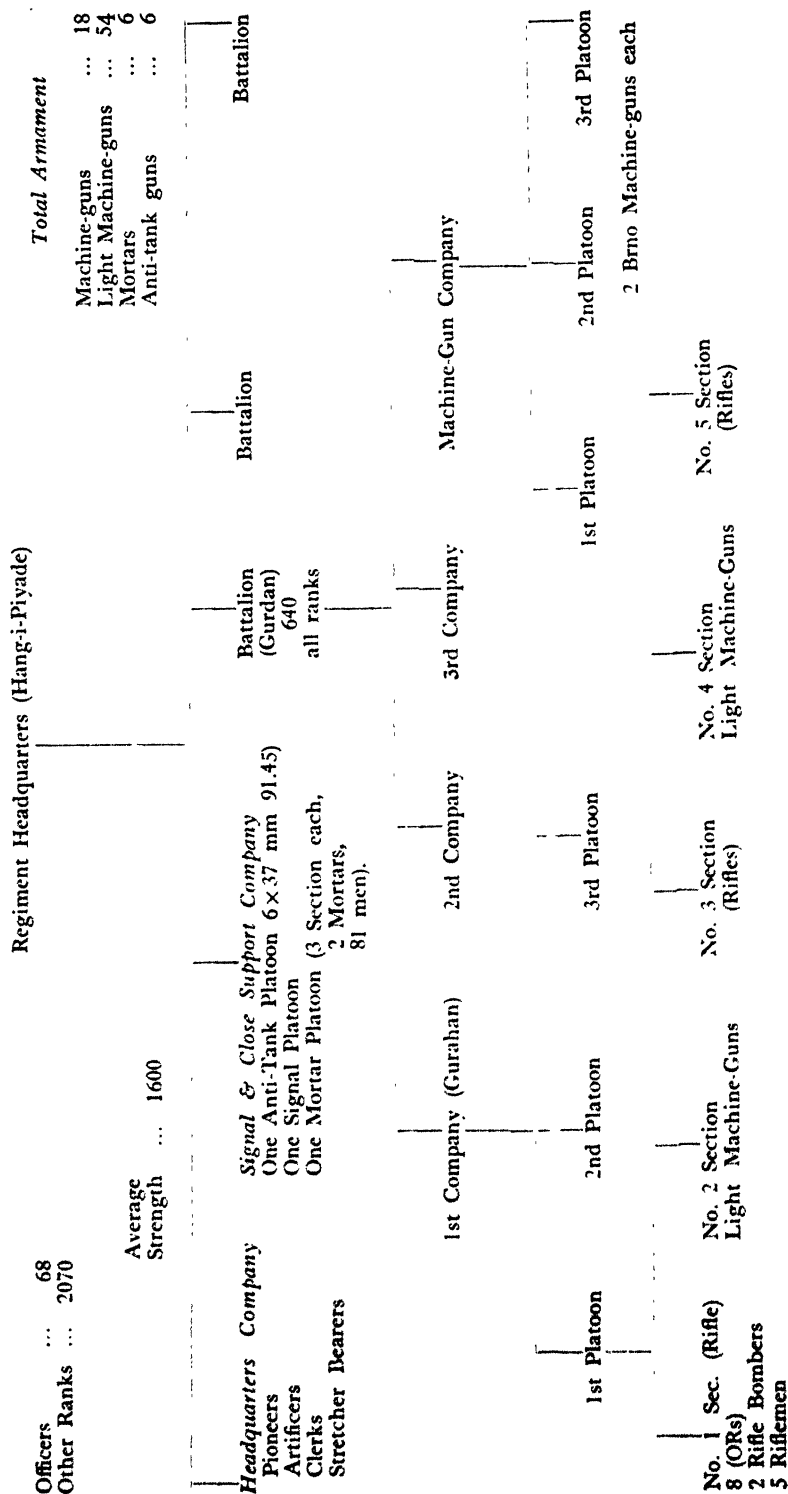 Regiment Headquarters (Hang-i-Piyade)
Officers ... 68
Other Ranks ... 2070
Average
Strength ... 1600
Total Armament
Machine-guns ... 18
Light Machine-guns ... 54
Mortars ... 6
Anti-tank guns ... 6
Headquarters Company
Pioneers
Artificers
Clerks
Stretcher Bearers
Signal & Close Support Company
One Anti-Tank Platoon 6 x 37 mm 91.45)
One Signal Platoon
One Mortar Platoon (3 Section each,
2 Mortars,
81 men).
Battalion
(Gurdan)
640
all ranks
Battalion
Battalion
1st Company (Gurahan)
2nd Company
3rd Company
Machine-Gun Company
1st Platoon
2nd Platoon
3rd Platoon
1st Platoon
2nd Platoon
3rd Platoon
2 Brno Machine-guns each
No. 1 Sec. (Rifle)
8 (ORs)
2 Rifle Bombers
5 Riflemen
No. 2 Section
Light Machine-Guns
No. 3 Section
(Rifles)
No. 4 Section
Light Machine-Guns
No. 5 Section
(Rifles)